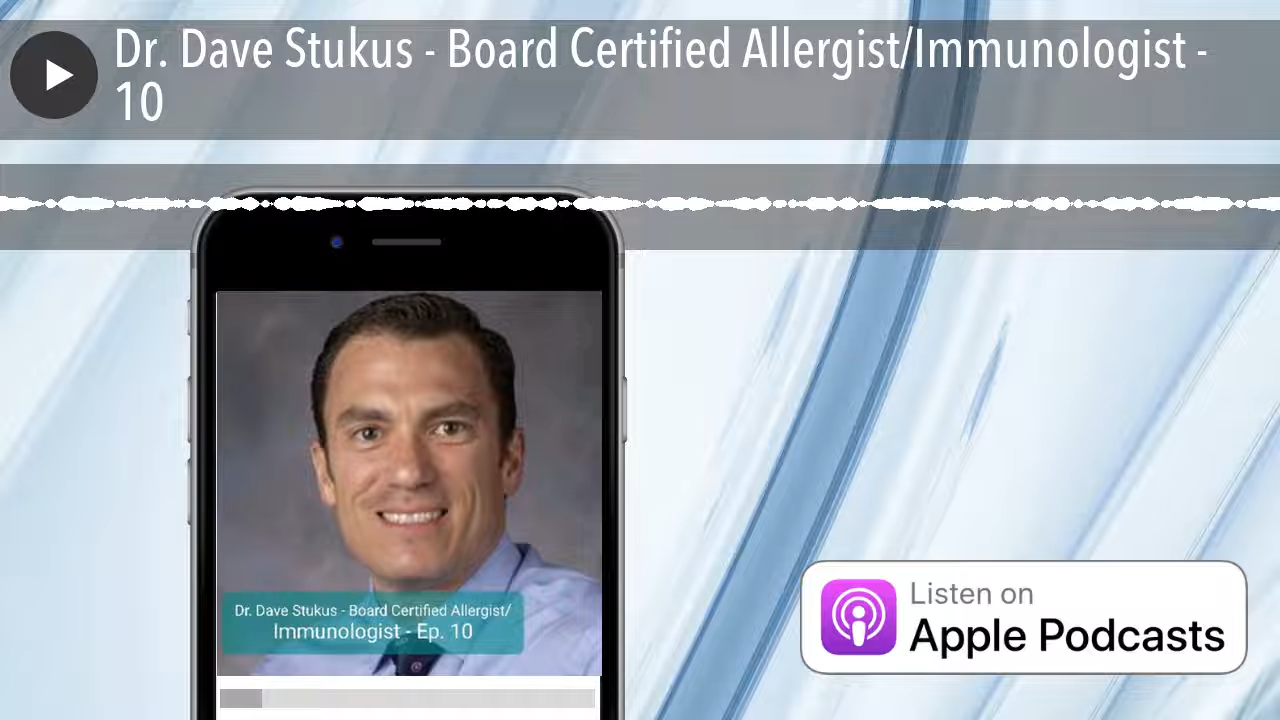 Dr. Dave Stukus - Board Certified Allergist/Immunologist -
10
Dr. Dave Stukus - Board Certified Allergist/
Immunologist - Ep. 10
Listen on
Apple Podcasts